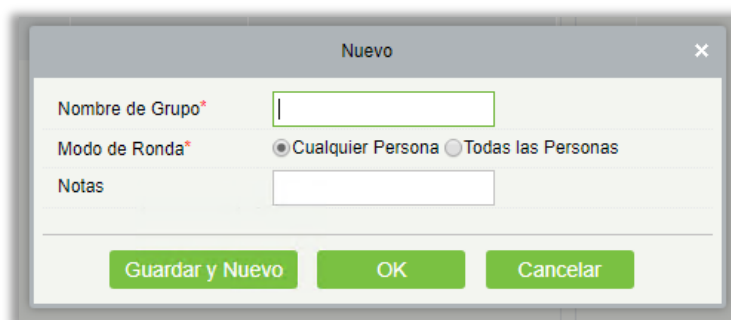 Nuevo ×
Nombre de Grupo*
Modo de Ronda* Cualquier Persona Todas las Personas
Notas
Guardar y Nuevo OK Cancelar